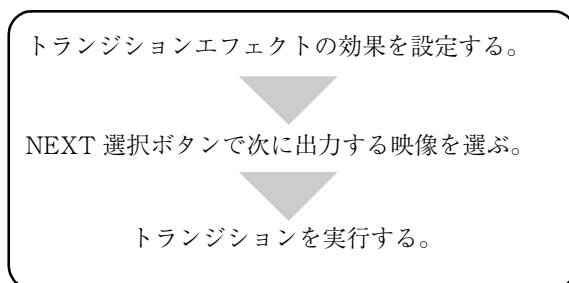 トランジションエフェクトの効果を設定する。
NEXT 選択ボタンで次に出力する映像を選ぶ。
トランジションを実行する。